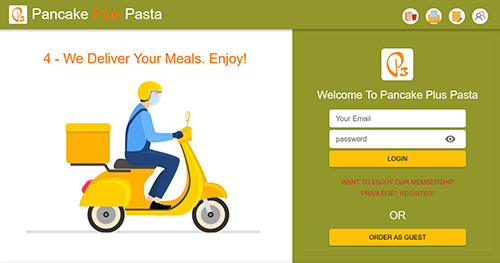 Pancake Plus Pasta
4 - We Deliver Your Meals. Enjoy!
P3
Welcome To Pancake Plus Pasta
Your Email
password
LOGIN
WANT TO ENJOY OUR MEMBERSHIP
PRIVILEGE? REGISTER!
OR
ORDER AS GUEST